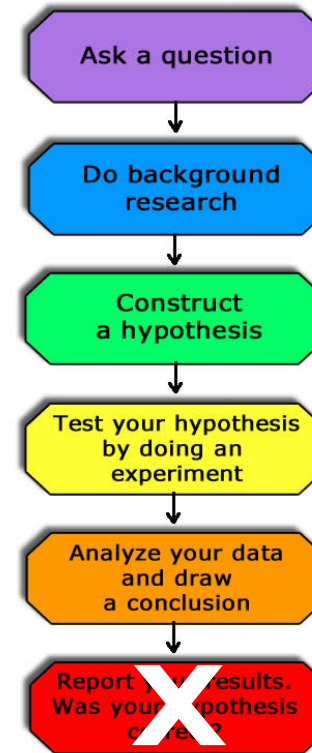 Ask a question
Do background
research
Construct
a hypothesis
Test your hypothesis
by doing an
experiment
Analyze your data
and draw
a conclusion
Report results.
Was your
X